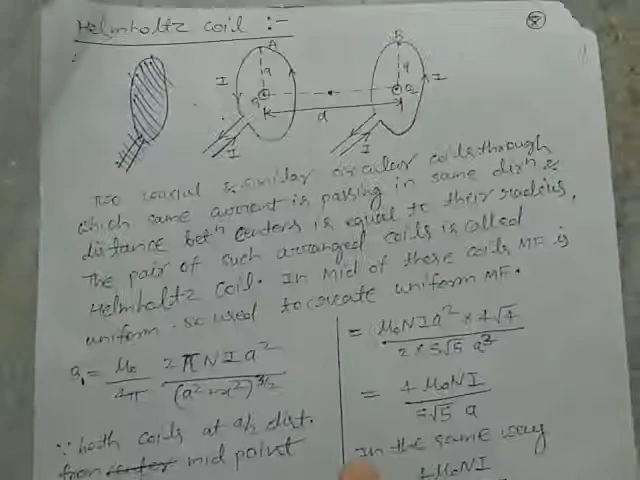 Helmholtz coil :-
8
A
B
I
a
I
a
d
I
I
Two coaxial & similar circular coils through
which same current is passing in same dirⁿ &
distance betⁿ centers is equal to their radius.
The pair of such arranged coils is called
Helmholtz coil. In mid of these coils MF is
uniform. so used to create uniform MF.
B₁ = μ₀/4π 2πNIa²/(a²+x²)^3/2
∵ both coils at a/2 dist.
from mid point
= μ₀NIa² × 4√4 / 2×5√5 a³
= 4μ₀NI / 5√5 a
In the same way
4μ₀NI